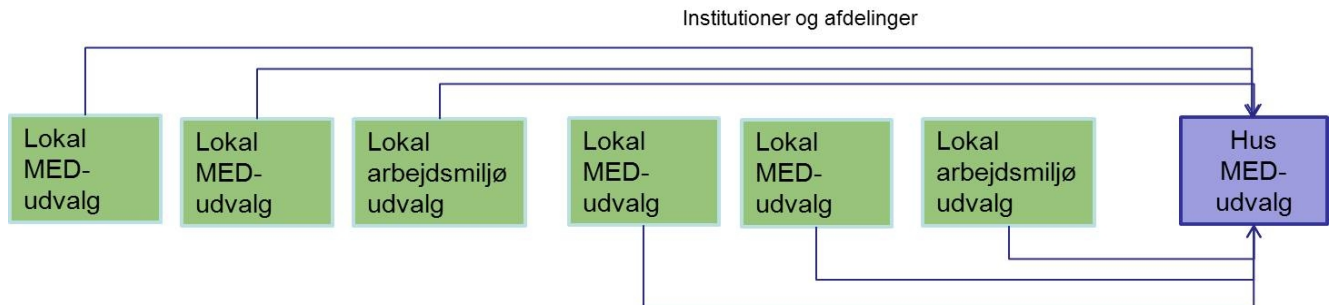 Institutioner og afdelinger
Lokal
MED-
udvalg
Lokal
MED-
udvalg
Lokal
arbejdsmiljø
udvalg
Lokal
MED-
udvalg
Lokal
MED-
udvalg
Lokal
arbejdsmiljø
udvalg
Hus
MED-
udvalg